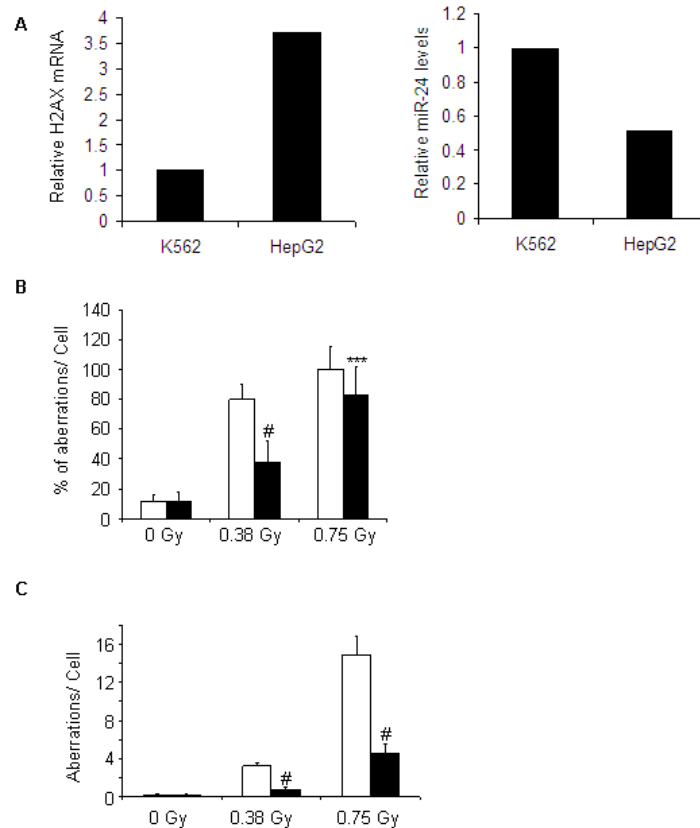 A
Relative H2AX mRNA
4
3.5
3
2.5
2
1.5
1
0.5
0
K562
HepG2
Relative miR-24 levels
1.2
1
0.8
0.6
0.4
0.2
0
K562
HepG2
B
% of aberrations/ Cell
140
120
100
80
60
40
20
0
#
***
0 Gy
0.38 Gy
0.75 Gy
C
Aberrations/ Cell
16
12
8
4
0
#
#
0 Gy
0.38 Gy
0.75 Gy